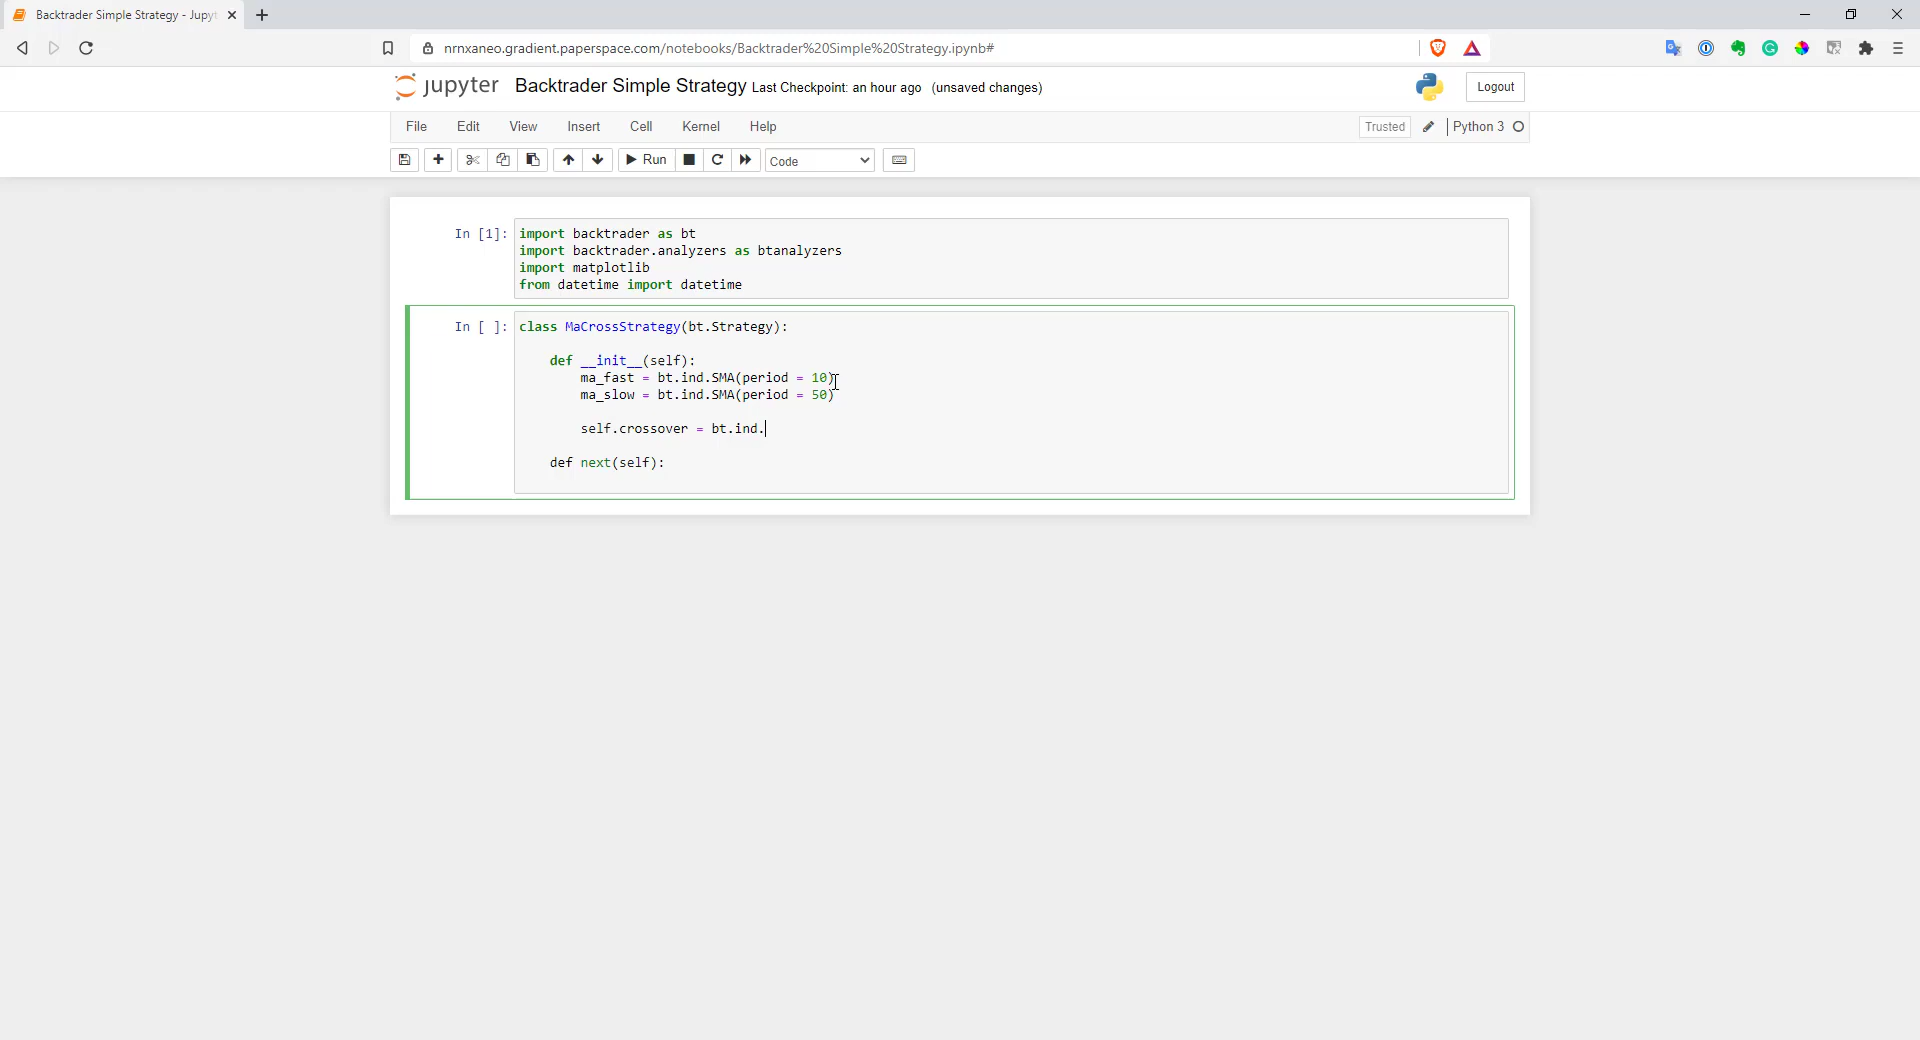 Backtrader Simple Strategy - Jupyt
nrnxaneo.gradient.paperspace.com/notebooks/Backtrader%20Simple%20Strategy.ipynb#
jupyter Backtrader Simple Strategy Last Checkpoint: an hour ago (unsaved changes) Logout
File Edit View Insert Cell Kernel Help Trusted Python 3
Run Code
In [1]: import backtrader as bt
import backtrader.analyzers as btanalyzers
import matplotlib
from datetime import datetime
In [ ]: class MaCrossStrategy(bt.Strategy):
def __init__(self):
ma_fast = bt.ind.SMA(period = 10)
ma_slow = bt.ind.SMA(period = 50)
self.crossover = bt.ind.
def next(self):